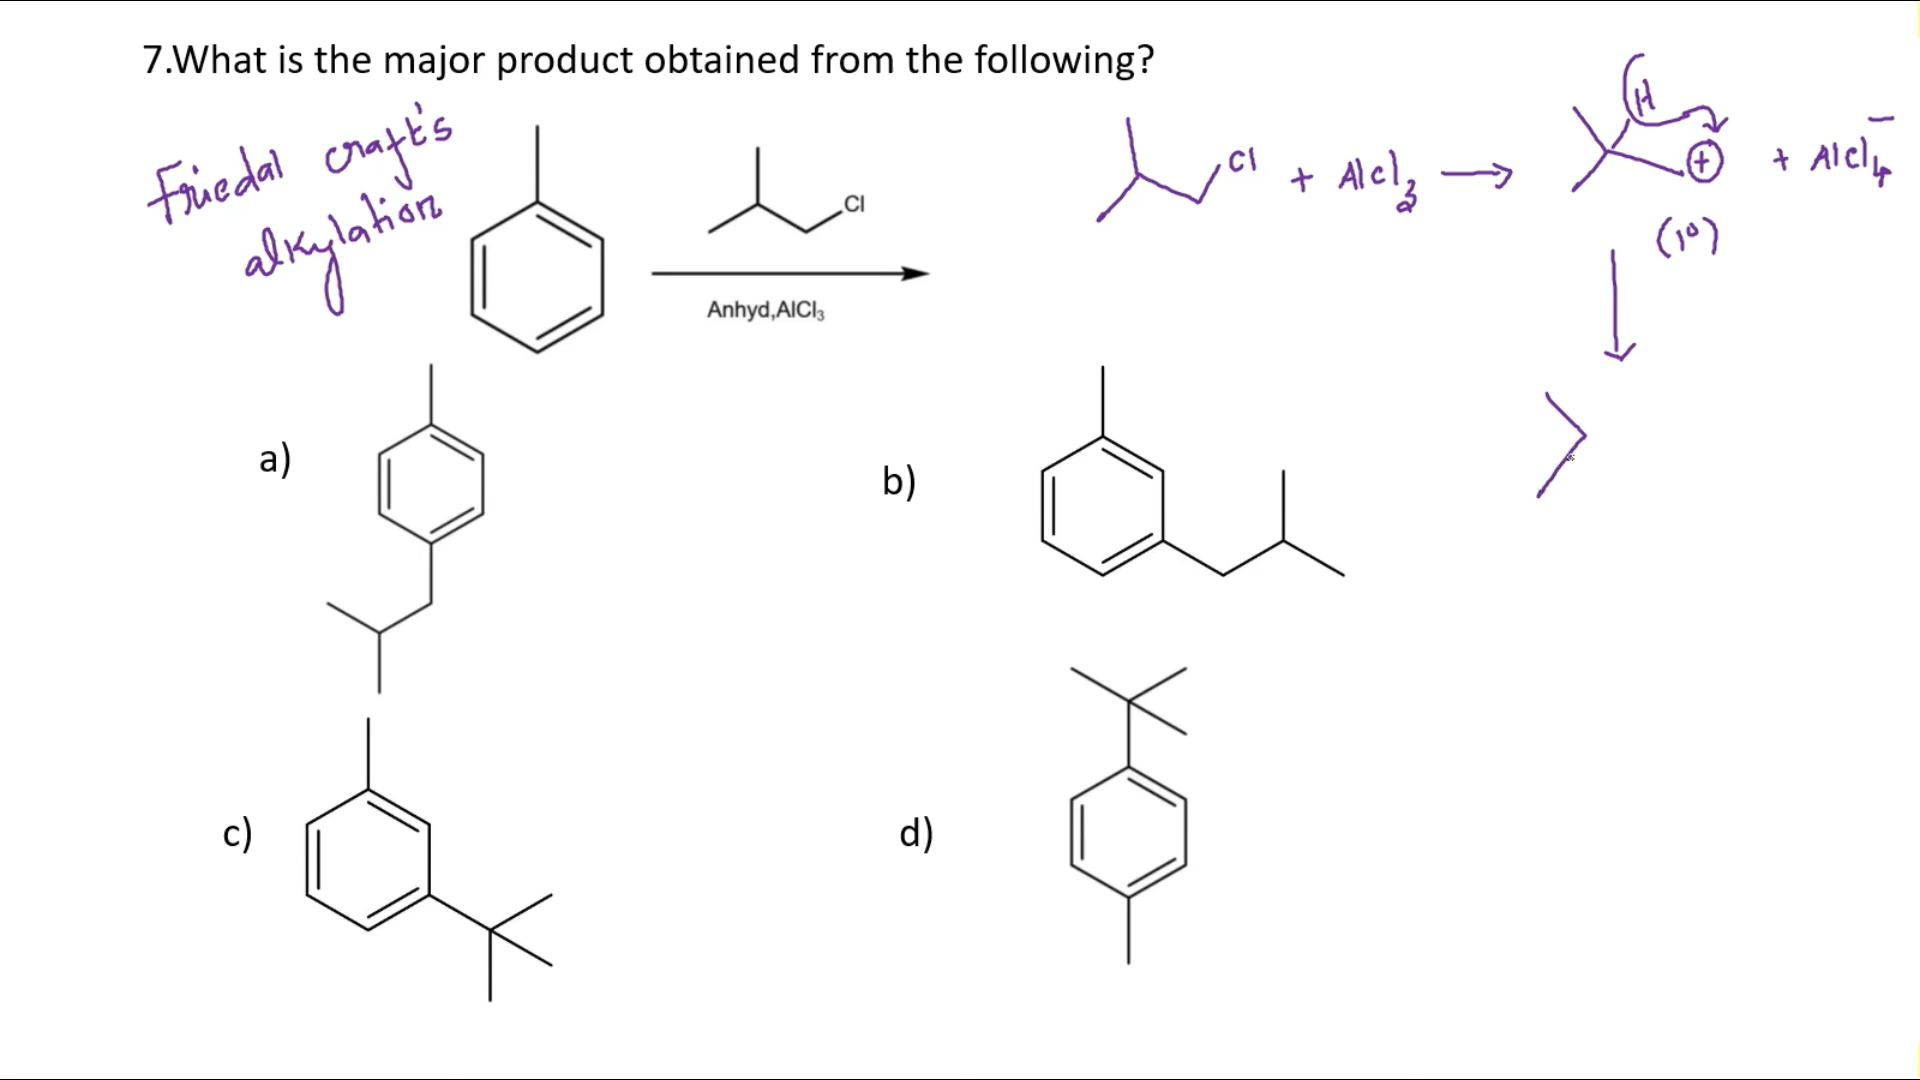 7.What is the major product obtained from the following?
Friedal craft's
alkylation
Cl
Anhyd,AlCl₃
Cl + AlCl₃ → H ⊕ + AlCl₄⁻
(1°)
a)
b)
c)
d)